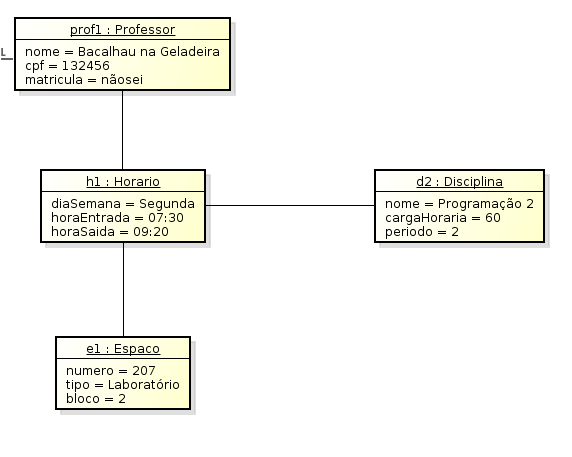 prof1 : Professor
nome = Bacalhau na Geladeira
cpf = 132456
matricula = nãosei
L
h1 : Horario
diaSemana = Segunda
horaEntrada = 07:30
horaSaida = 09:20
d2 : Disciplina
nome = Programação 2
cargaHoraria = 60
periodo = 2
e1 : Espaco
numero = 207
tipo = Laboratório
bloco = 2